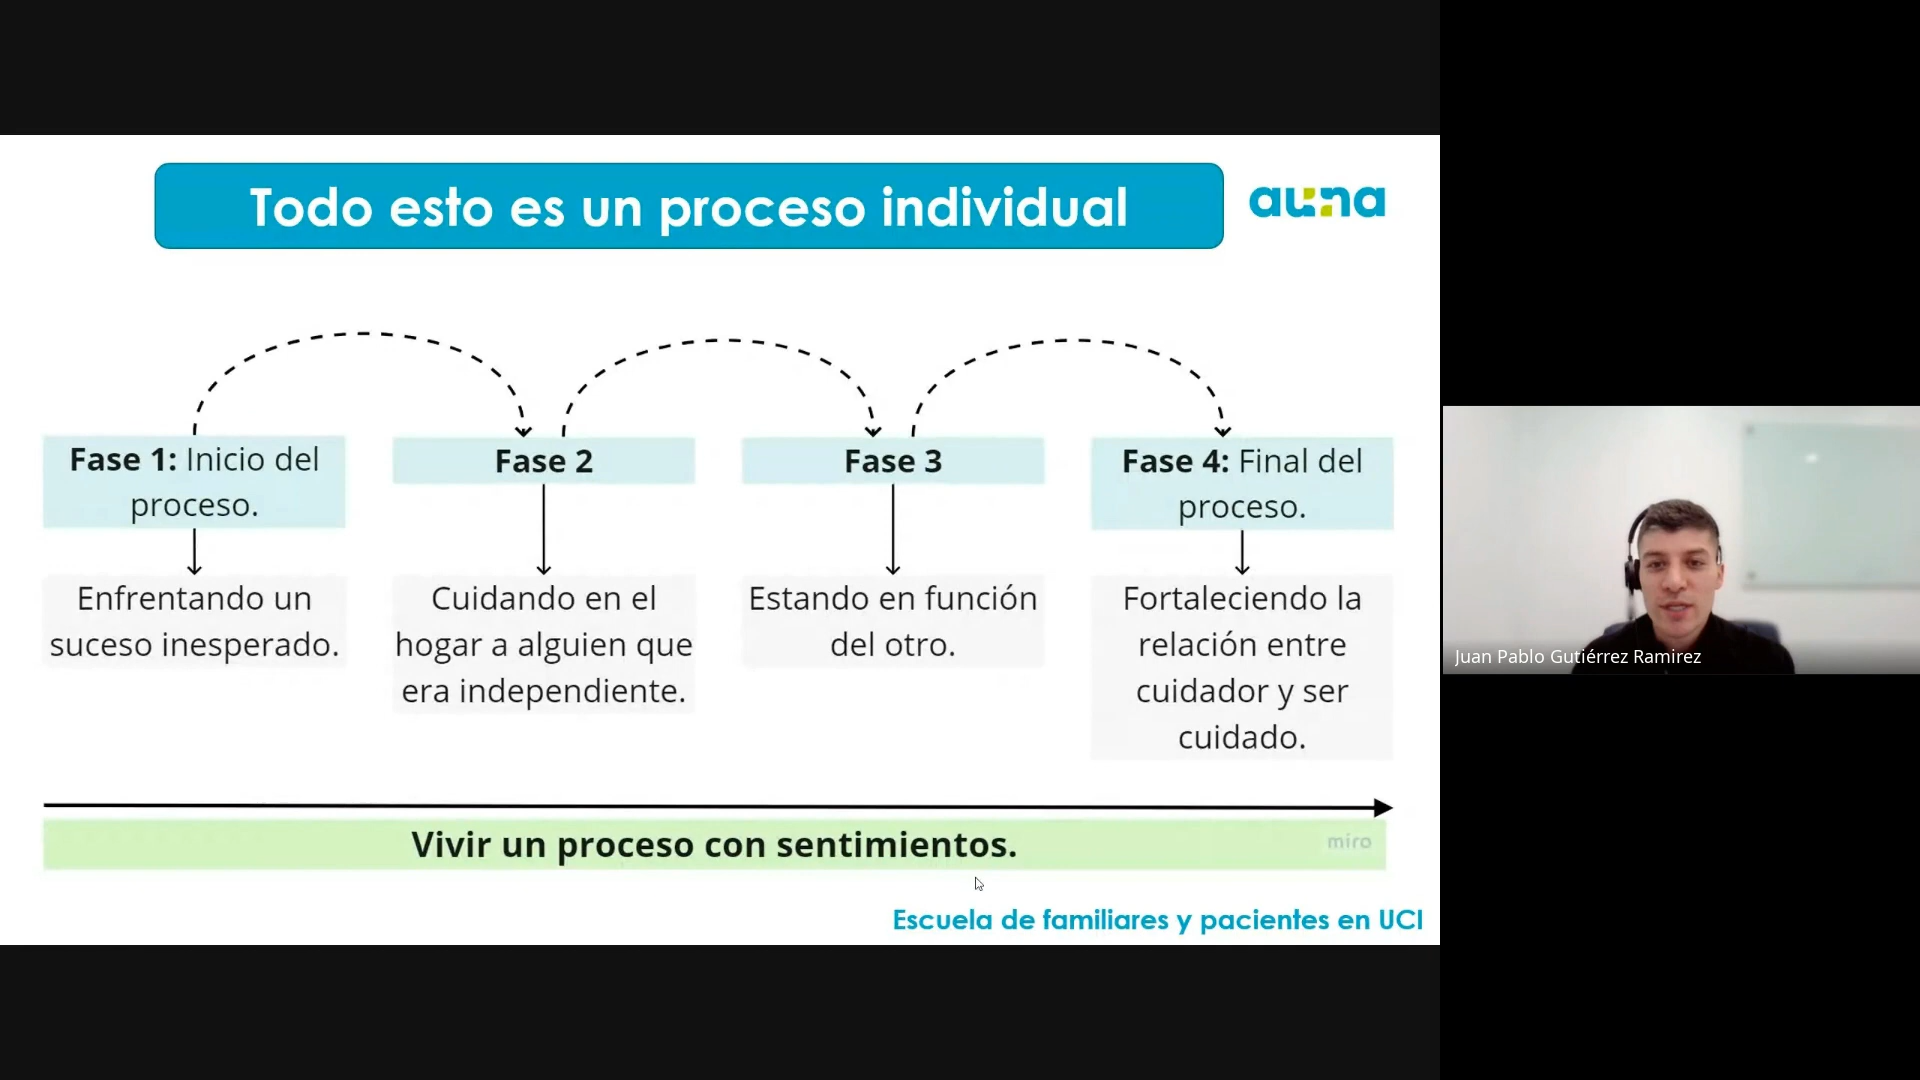 Todo esto es un proceso individual
auna
Fase 1: Inicio del
proceso.
Enfrentando un
suceso inesperado.
Fase 2
Cuidando en el
hogar a alguien que
era independiente.
Fase 3
Estando en función
del otro.
Fase 4: Final del
proceso.
Fortaleciendo la
relación entre
cuidador y ser
cuidado.
Vivir un proceso con sentimientos.
miro
Escuela de familiares y pacientes en UCI
Juan Pablo Gutiérrez Ramirez